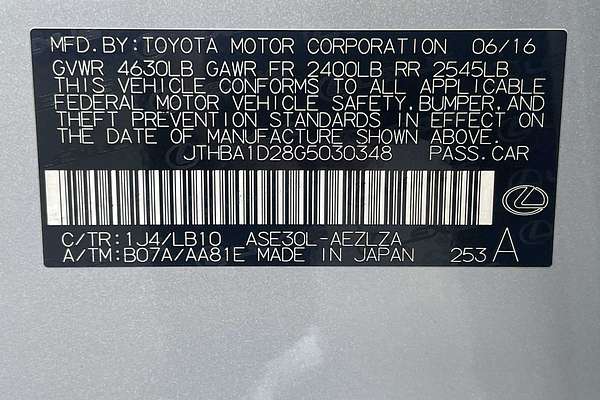 MFD.BY:TOYOTA MOTOR CORPORATION 06/16
GVWR 4630LB GAWR FR 2400LB RR 2545LB
THIS VEHICLE CONFORMS TO ALL APPLICABLE
FEDERAL MOTOR VEHICLE SAFETY,BUMPER,AND
THEFT PREVENTION STANDARDS IN EFFECT ON
THE DATE OF MANUFACTURE SHOWN ABOVE.
JTHBA1D28G5030348 PASS.CAR
C/TR:1J4/LB10 ASE30L-AEZLZA
A/TM:B07A/AA81E MADE IN JAPAN 253 A